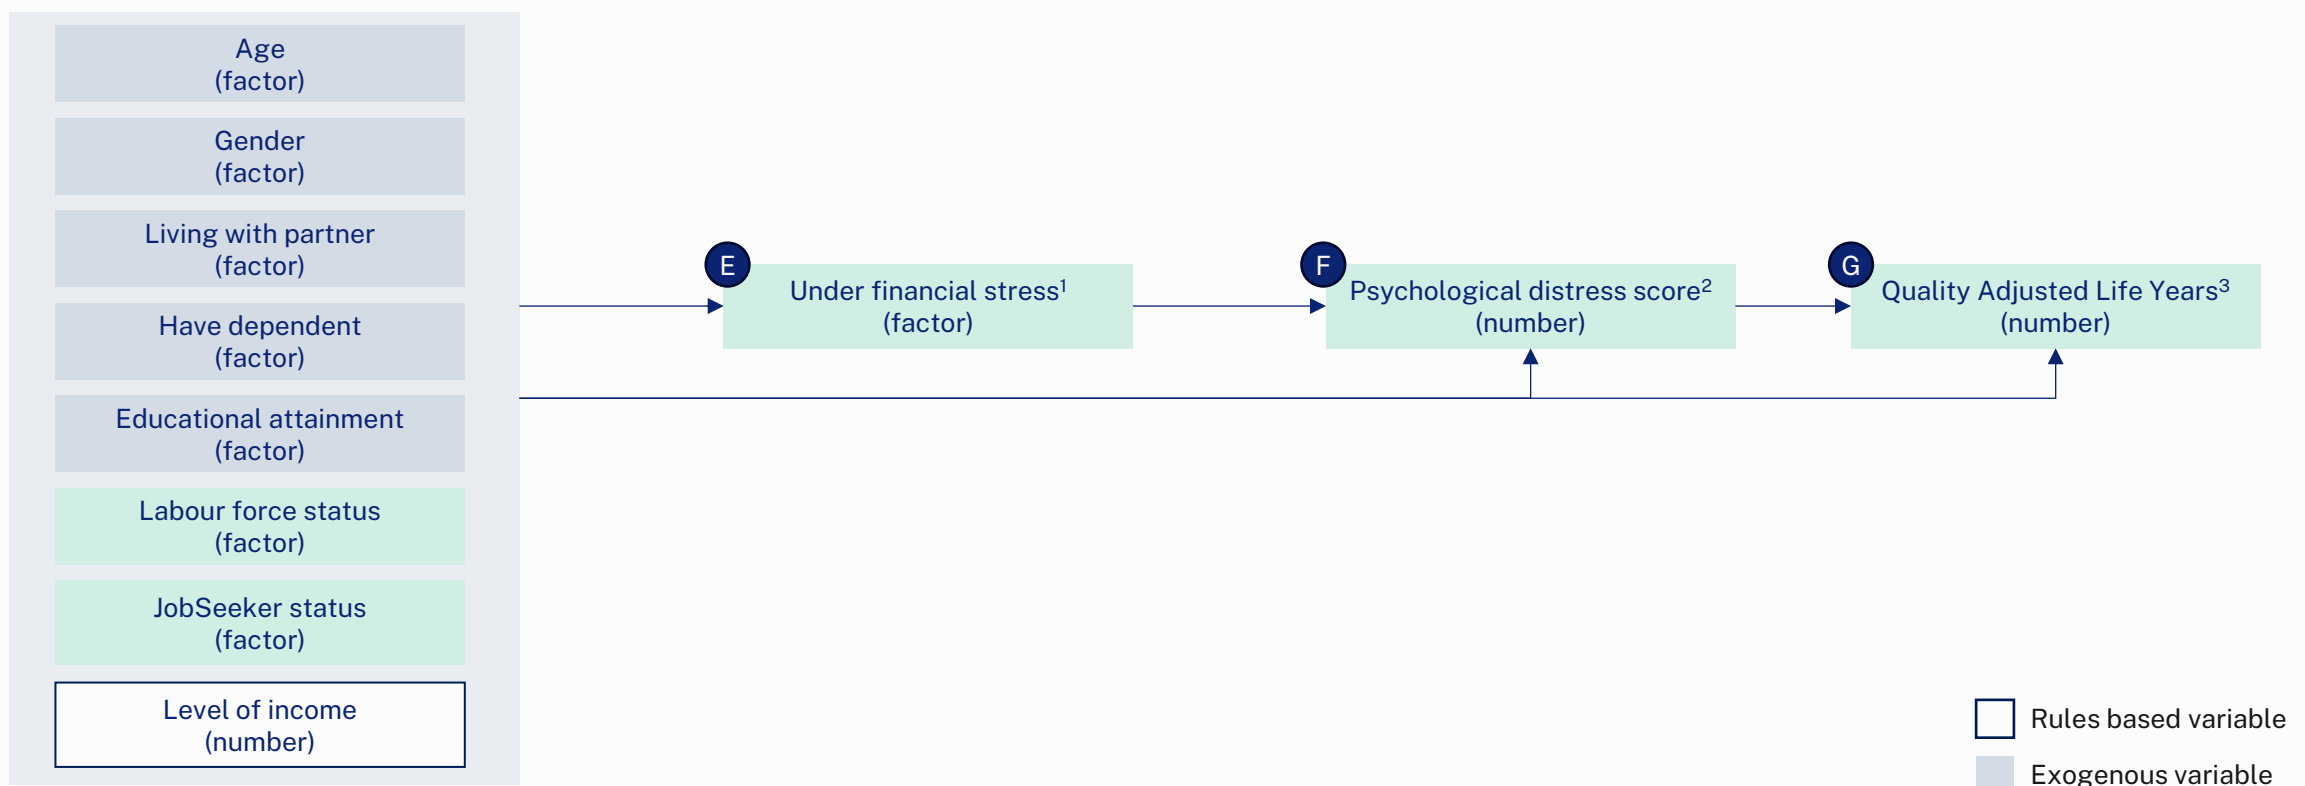 Age
(factor)
Gender
(factor)
Living with partner
(factor)
Have dependent
(factor)
Educational attainment
(factor)
Labour force status
(factor)
JobSeeker status
(factor)
Level of income
(number)
E
Under financial stress¹
(factor)
F
Psychological distress score²
(number)
G
Quality Adjusted Life Years³
(number)
Rules based variable
Exogenous variable